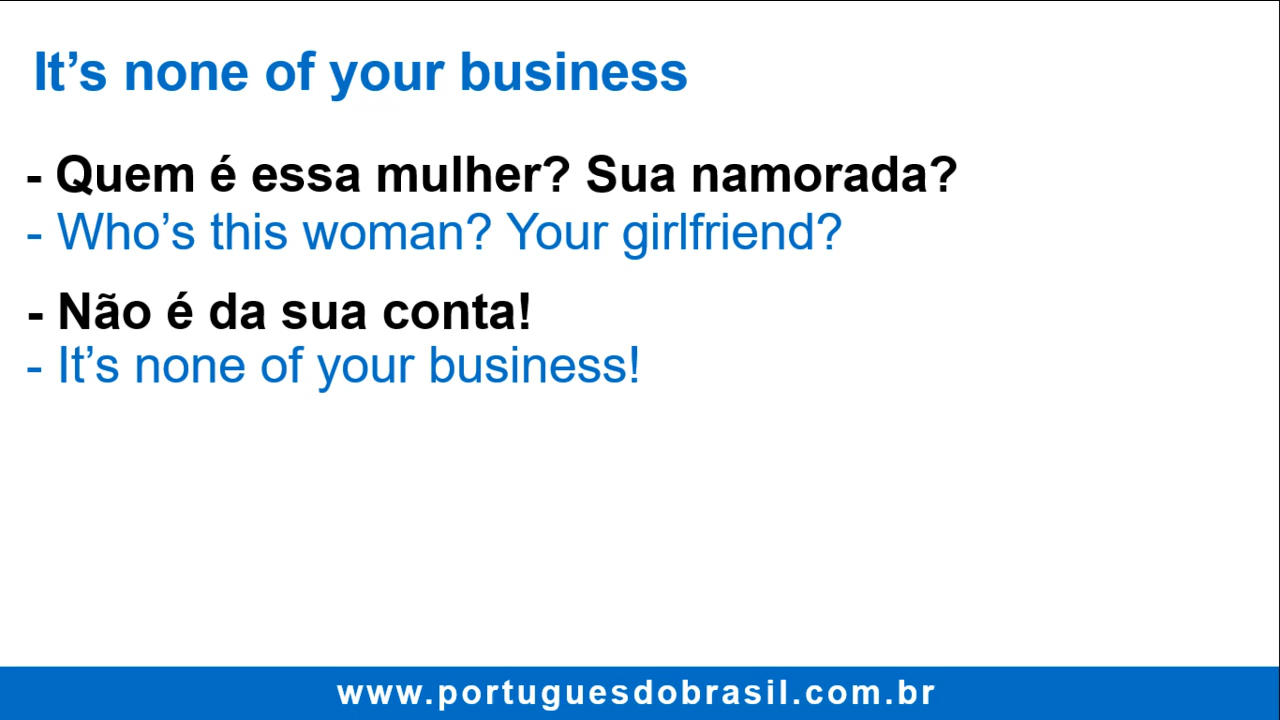 It’s none of your business
- Quem é essa mulher? Sua namorada?
- Who’s this woman? Your girlfriend?
- Não é da sua conta!
- It’s none of your business!
www.portuguesdobrasil.com.br